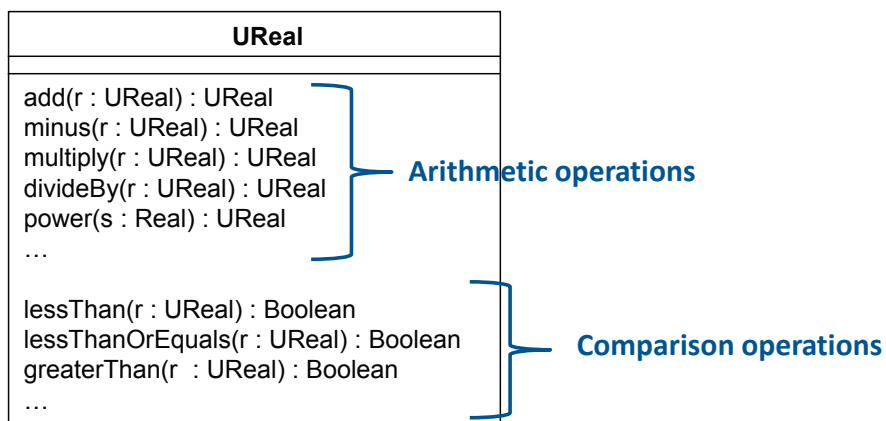 UReal
add(r : UReal) : UReal
minus(r : UReal) : UReal
multiply(r : UReal) : UReal
divideBy(r : UReal) : UReal
power(s : Real) : UReal
…
Arithmetic operations
lessThan(r : UReal) : Boolean
lessThanOrEquals(r : UReal) : Boolean
greaterThan(r : UReal) : Boolean
…
Comparison operations